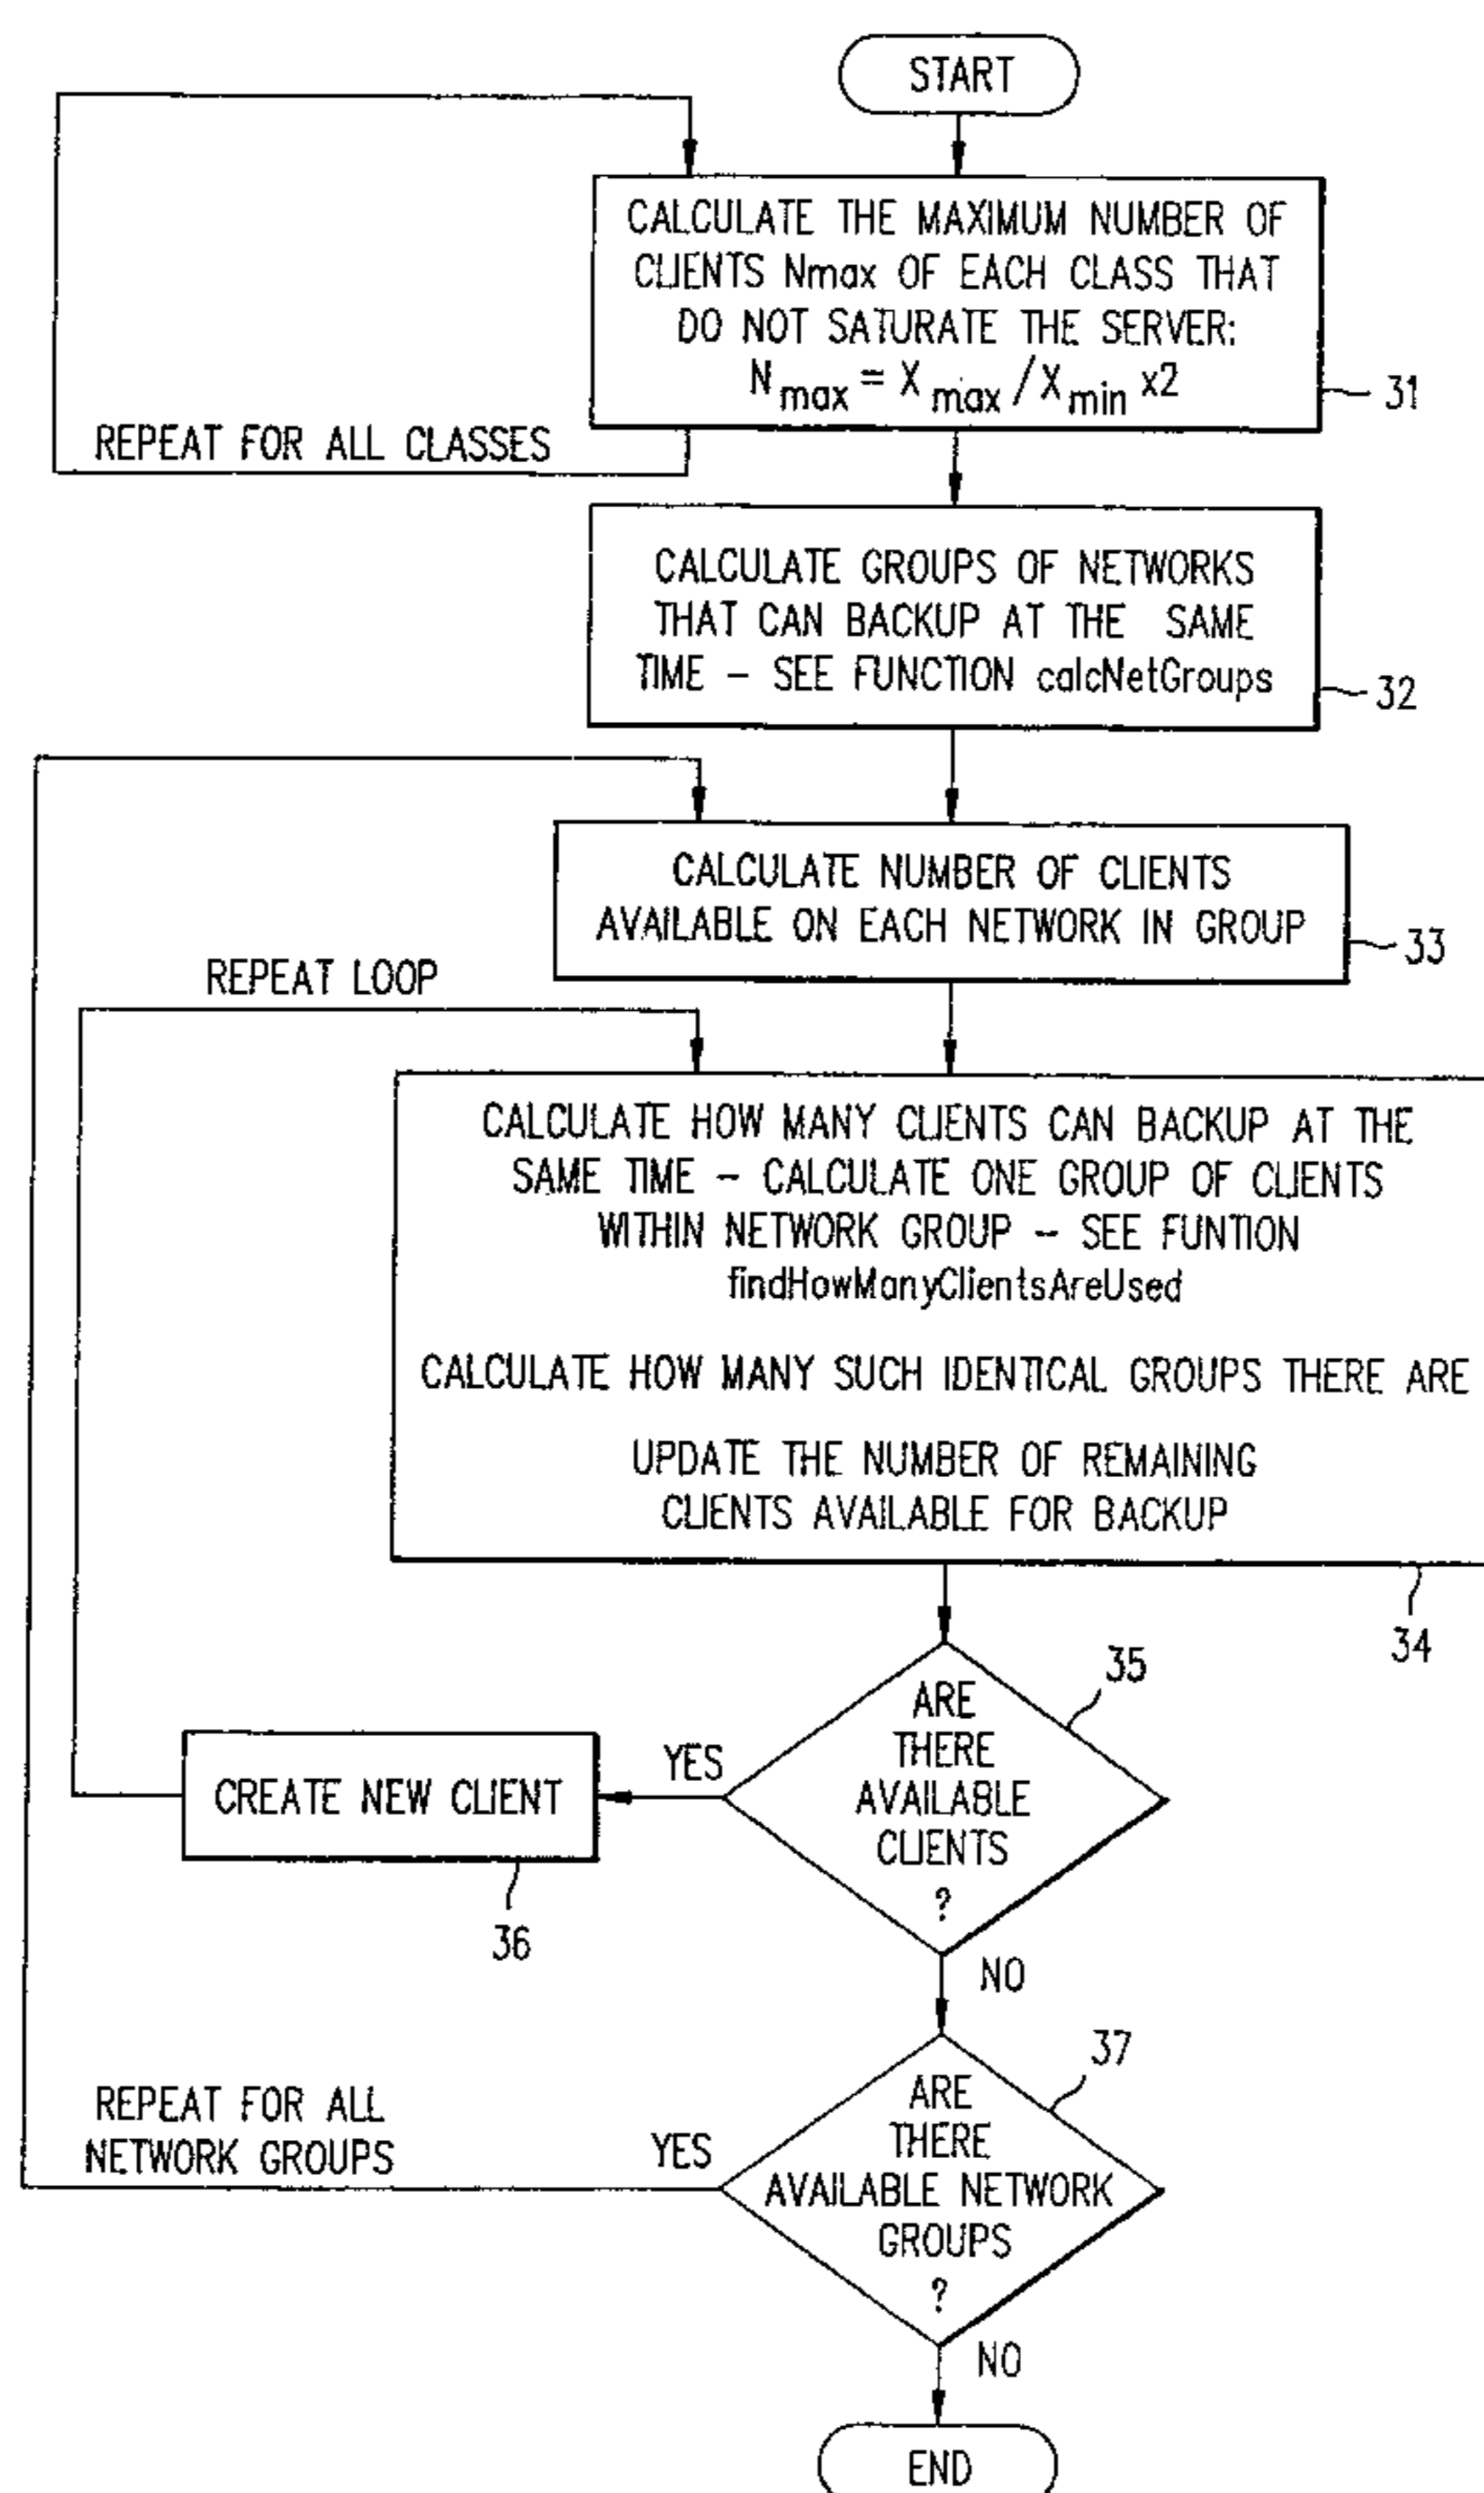 START
CALCULATE THE MAXIMUM NUMBER OF
CLIENTS Nmax OF EACH CLASS THAT
DO NOT SATURATE THE SERVER:
N max = X max / X min x2
31
REPEAT FOR ALL CLASSES
CALCULATE GROUPS OF NETWORKS
THAT CAN BACKUP AT THE SAME
TIME - SEE FUNCTION calcNetGroups
32
CALCULATE NUMBER OF CLIENTS
AVAILABLE ON EACH NETWORK IN GROUP
33
REPEAT LOOP
CALCULATE HOW MANY CLIENTS CAN BACKUP AT THE
SAME TIME - CALCULATE ONE GROUP OF CLIENTS
WITHIN NETWORK GROUP - SEE FUNTION
findHowManyClientsAreUsed
CALCULATE HOW MANY SUCH IDENTICAL GROUPS THERE ARE
UPDATE THE NUMBER OF REMAINING
CLIENTS AVAILABLE FOR BACKUP
34
35
ARE
THERE
AVAILABLE
CLIENTS
?
YES
CREATE NEW CLIENT
36
NO
37
ARE
THERE
AVAILABLE NETWORK
GROUPS
?
YES
REPEAT FOR ALL
NETWORK GROUPS
NO
END